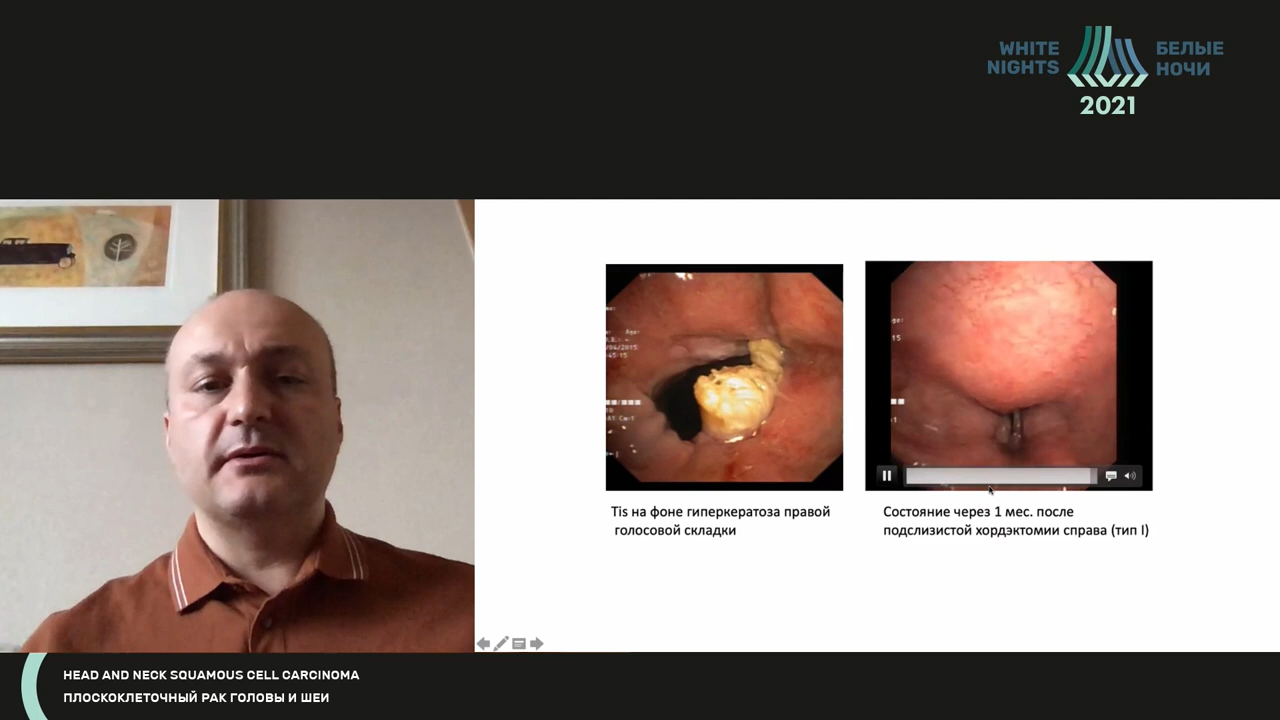 WHITE
NIGHTS
БЕЛЫЕ
НОЧИ
2021
Tis на фоне гиперкератоза правой
голосовой складки
Состояние через 1 мес. после
подслизистой хордэктомии справа (тип I)
HEAD AND NECK SQUAMOUS CELL CARCINOMA
ПЛОСКОКЛЕТОЧНЫЙ РАК ГОЛОВЫ И ШЕИ